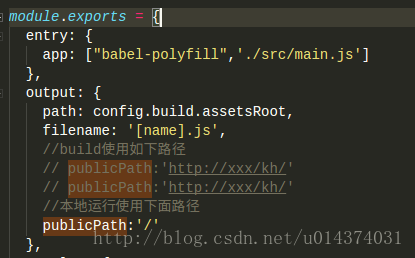 module.exports = {
entry: {
app: ["babel-polyfill",'./src/main.js']
},
output: {
path: config.build.assetsRoot,
filename: '[name].js',
//build使用如下路径
// publicPath:'http://xxx/kh/'
// publicPath:'http://xxx/kh/'
//本地运行使用下面路径
publicPath:'/'
http://blog.csdn.net/u014374031
},